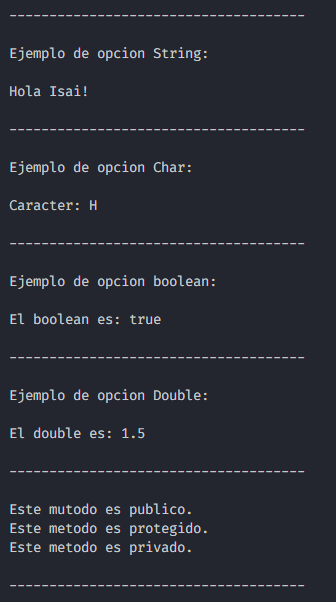 -------------------------------------
Ejemplo de opcion String:
Hola Isai!
-------------------------------------
Ejemplo de opcion Char:
Caracter: H
-------------------------------------
Ejemplo de opcion boolean:
El boolean es: true
-------------------------------------
Ejemplo de opcion Double:
El double es: 1.5
-------------------------------------
Este mutodo es publico.
Este metodo es protegido.
Este metodo es privado.
-------------------------------------